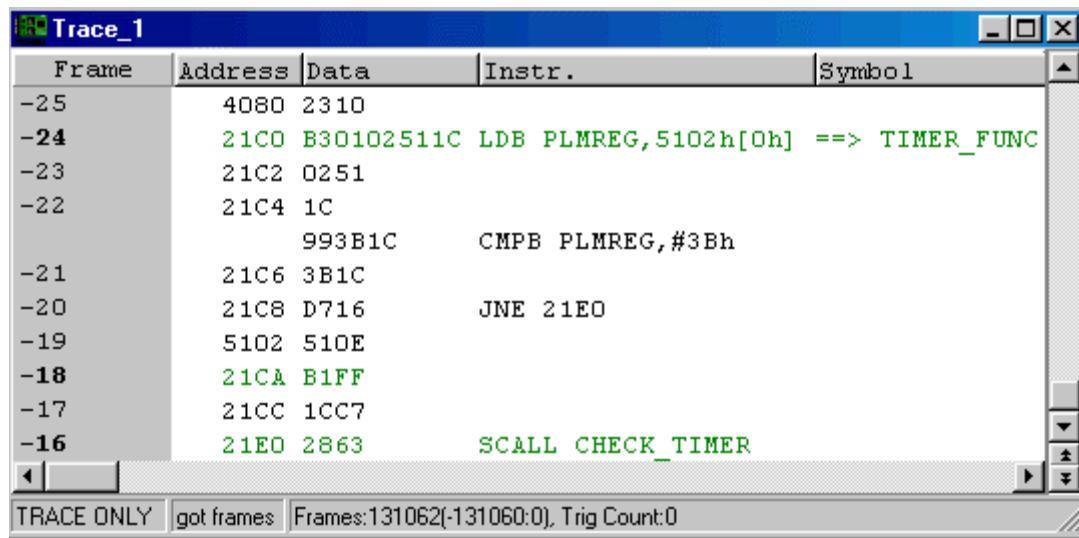 Trace_1
Frame Address Data Instr. Symbol
-25 4080 2310
-24 21C0 B30102511C LDB PLMREG,5102h[0h] ==> TIMER_FUNC
-23 21C2 0251
-22 21C4 1C
993B1C CMPB PLMREG,#3Bh
-21 21C6 3B1C
-20 21C8 D716 JNE 21E0
-19 5102 510E
-18 21CA B1FF
-17 21CC 1CC7
-16 21E0 2863 SCALL CHECK_TIMER
TRACE ONLY got frames Frames:131062(-131060:0), Trig Count:0